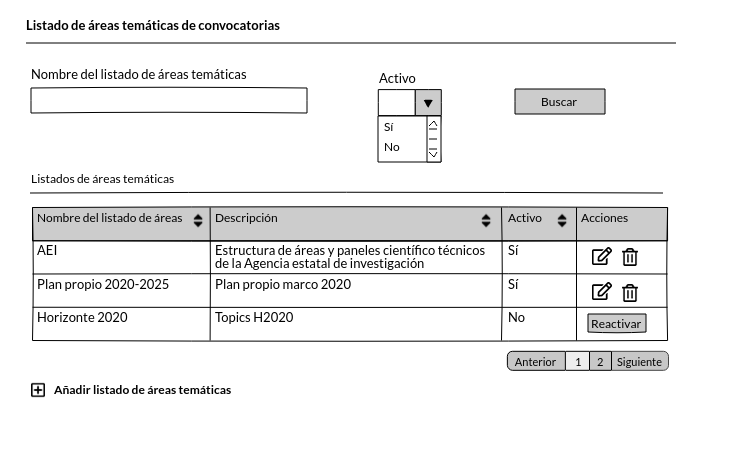 Listado de áreas temáticas de convocatorias
Nombre del listado de áreas temáticas
Activo
Buscar
Sí
No
Listados de áreas temáticas
Nombre del listado de áreas Descripción Activo Acciones
AEI Estructura de áreas y paneles científico técnicos Sí
de la Agencia estatal de investigación
Plan propio 2020-2025 Plan propio marco 2020 Sí
Horizonte 2020 Topics H2020 No Reactivar
Anterior 1 2 Siguiente
Añadir listado de áreas temáticas